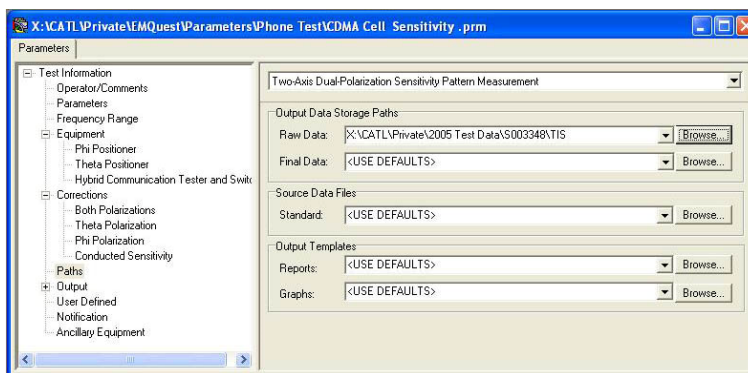 X:\CATL\Private\EMQuest\Parameters\Phone Test\CDMA Cell Sensitivity .prm
Parameters
Test Information
Operator/Comments
Parameters
Frequency Range
Equipment
Phi Positioner
Theta Positioner
Hybrid Communication Tester and Switc
Corrections
Both Polarizations
Theta Polarization
Phi Polarization
Conducted Sensitivity
Paths
Output
User Defined
Notification
Ancillary Equipment
Two-Axis Dual-Polarization Sensitivity Pattern Measurement
Output Data Storage Paths
Raw Data: X:\CATL\Private\2005 Test Data\S003348\TIS Browse...
Final Data: <USE DEFAULTS> Browse...
Source Data Files
Standard: <USE DEFAULTS> Browse...
Output Templates
Reports: <USE DEFAULTS> Browse...
Graphs: <USE DEFAULTS> Browse...